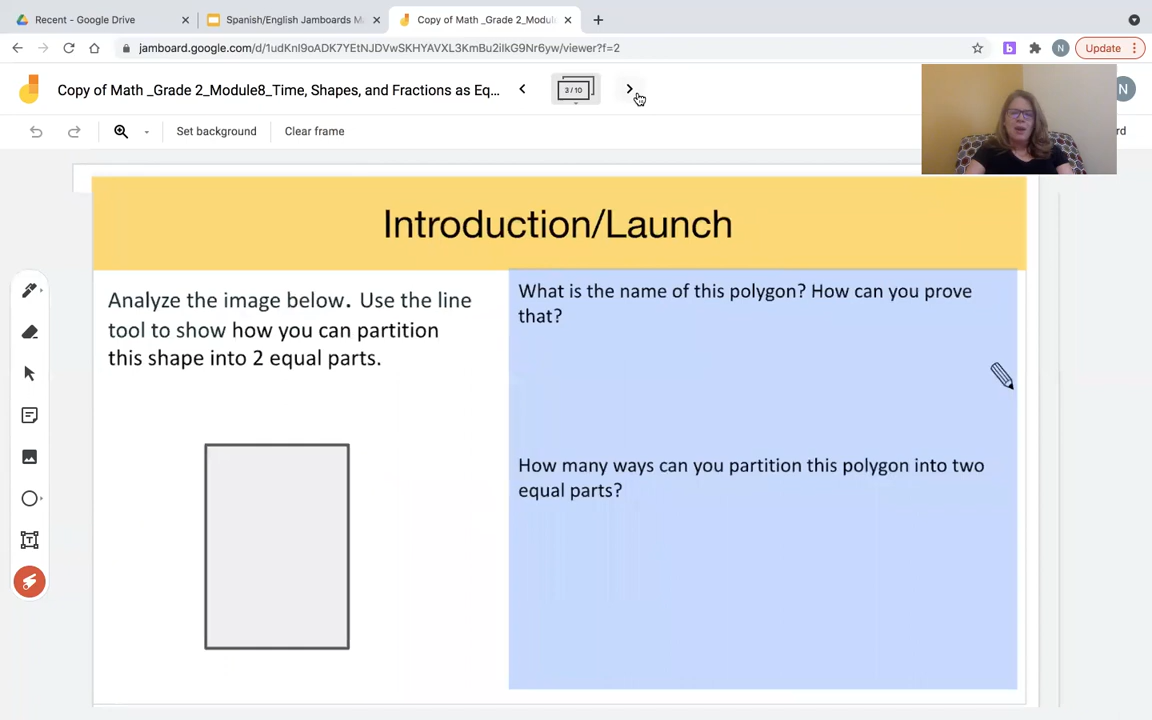 Recent - Google Drive
Spanish/English Jamboards M
Copy of Math _Grade 2_Modul
jamboard.google.com/d/1udKnI9oADK7YEtNJDVwSKHYAVXL3KmBu2iIkG9Nr6yw/viewer?f=2
b
N
Update
Copy of Math _Grade 2_Module8_Time, Shapes, and Fractions as Eq...
3 / 10
N
Set background
Clear frame
rd
Introduction/Launch
Analyze the image below. Use the line
tool to show how you can partition
this shape into 2 equal parts.
What is the name of this polygon? How can you prove
that?
How many ways can you partition this polygon into two
equal parts?